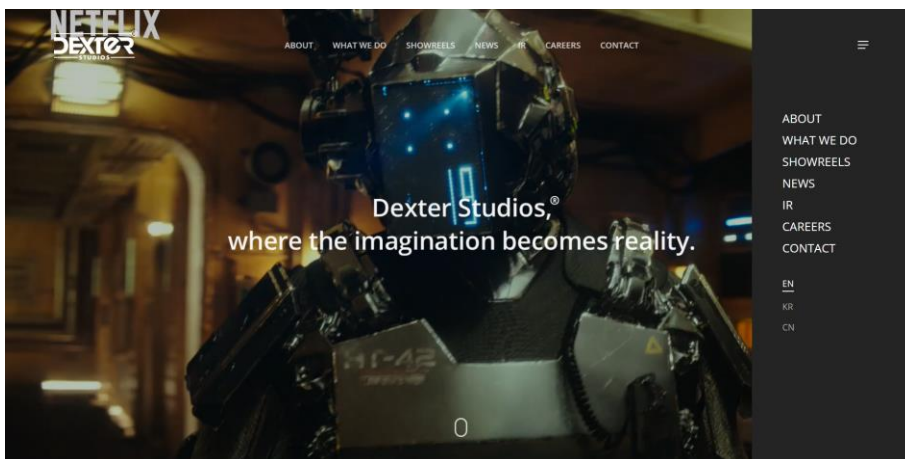 NETFLIX
DEXTER
STUDIOS
ABOUT WHAT WE DO SHOWREELS NEWS IR CAREERS CONTACT
Dexter Studios,®
where the imagination becomes reality.
ABOUT
WHAT WE DO
SHOWREELS
NEWS
IR
CAREERS
CONTACT
EN
KR
CN